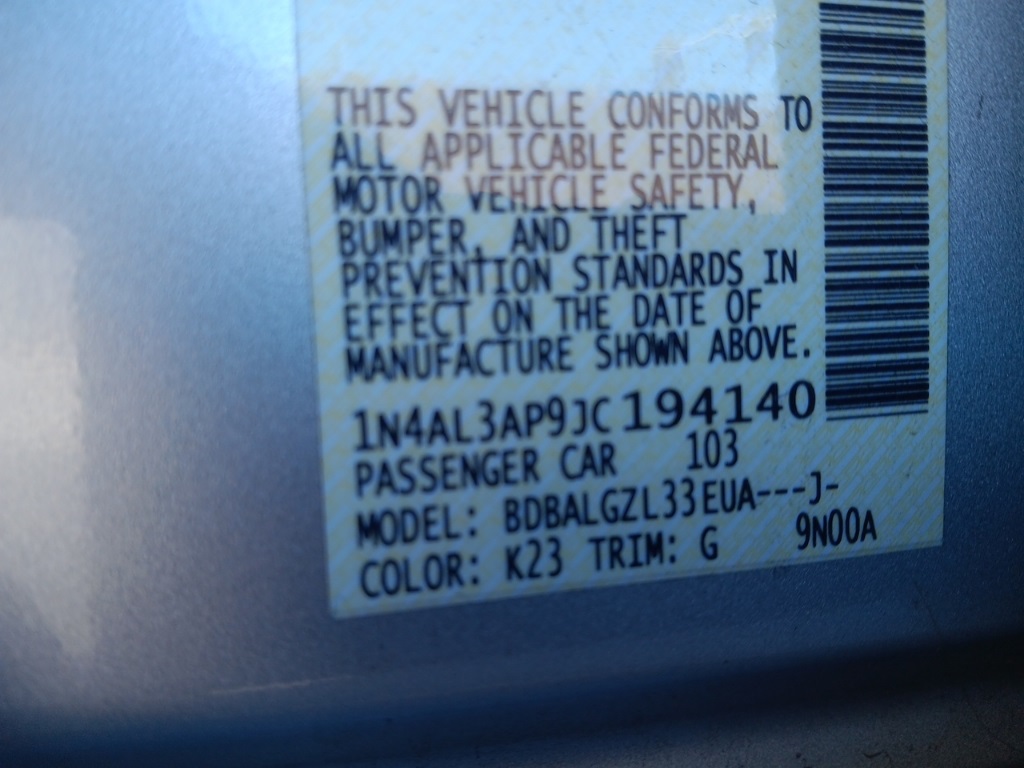 THIS VEHICLE CONFORMS TO
ALL APPLICABLE FEDERAL
MOTOR VEHICLE SAFETY,
BUMPER, AND THEFT
PREVENTION STANDARDS IN
EFFECT ON THE DATE OF
MANUFACTURE SHOWN ABOVE.
1N4AL3AP9JC194140
PASSENGER CAR 103
MODEL: BDBALGZL33EUA---J-
COLOR: K23 TRIM: G 9N00A